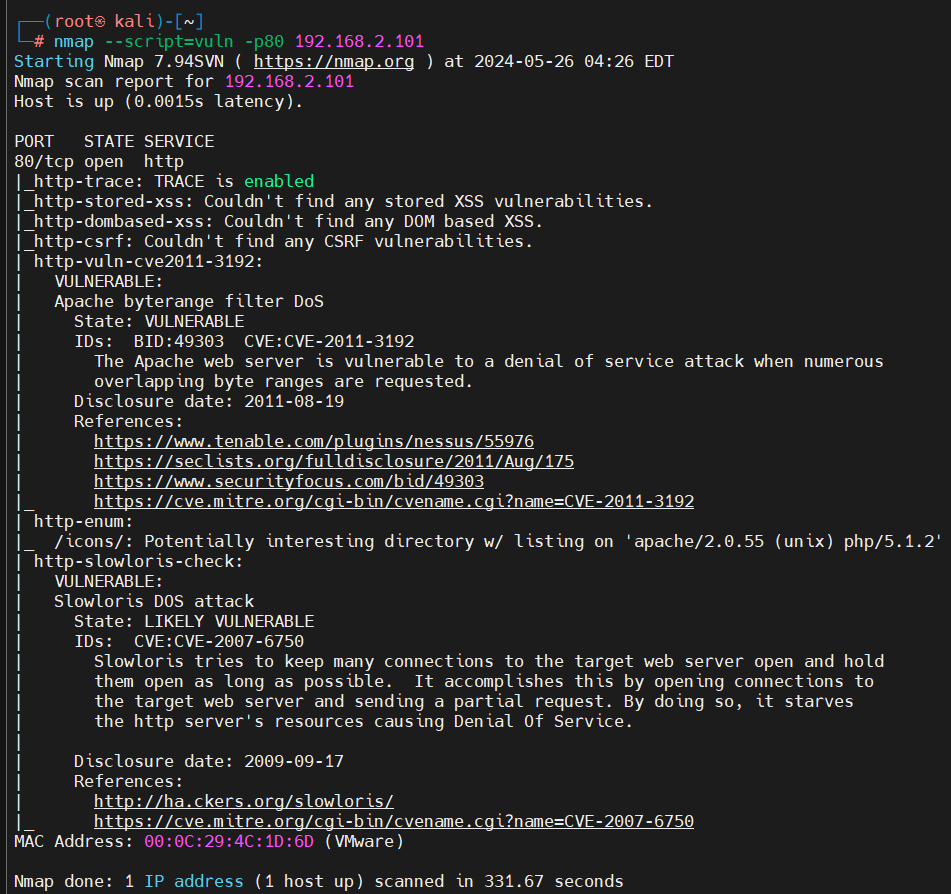 ┌──(root㉿ kali)-[~]
└─# nmap --script=vuln -p80 192.168.2.101
Starting Nmap 7.94SVN ( https://nmap.org ) at 2024-05-26 04:26 EDT
Nmap scan report for 192.168.2.101
Host is up (0.0015s latency).

PORT   STATE SERVICE
80/tcp open  http
|_http-trace: TRACE is enabled
|_http-stored-xss: Couldn't find any stored XSS vulnerabilities.
|_http-dombased-xss: Couldn't find any DOM based XSS.
|_http-csrf: Couldn't find any CSRF vulnerabilities.
| http-vuln-cve2011-3192:
|   VULNERABLE:
|   Apache byterange filter DoS
|     State: VULNERABLE
|     IDs:  BID:49303  CVE:CVE-2011-3192
|       The Apache web server is vulnerable to a denial of service attack when numerous
|       overlapping byte ranges are requested.
|     Disclosure date: 2011-08-19
|     References:
|       https://www.tenable.com/plugins/nessus/55976
|       https://seclists.org/fulldisclosure/2011/Aug/175
|       https://www.securityfocus.com/bid/49303
|_      https://cve.mitre.org/cgi-bin/cvename.cgi?name=CVE-2011-3192
| http-enum:
|_  /icons/: Potentially interesting directory w/ listing on 'apache/2.0.55 (unix) php/5.1.2'
| http-slowloris-check:
|   VULNERABLE:
|   Slowloris DOS attack
|     State: LIKELY VULNERABLE
|     IDs:  CVE:CVE-2007-6750
|       Slowloris tries to keep many connections to the target web server open and hold
|       them open as long as possible.  It accomplishes this by opening connections to
|       the target web server and sending a partial request. By doing so, it starves
|       the http server's resources causing Denial Of Service.
|
|     Disclosure date: 2009-09-17
|     References:
|       http://ha.ckers.org/slowloris/
|_      https://cve.mitre.org/cgi-bin/cvename.cgi?name=CVE-2007-6750
MAC Address: 00:0C:29:4C:1D:6D (VMware)

Nmap done: 1 IP address (1 host up) scanned in 331.67 seconds